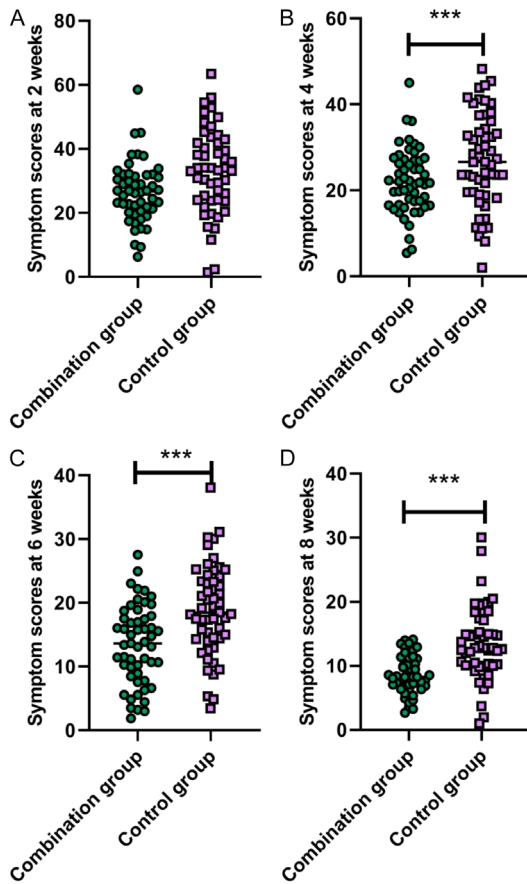 A
Symptom scores at 2 weeks
80
60
40
20
0
Combination group
Control group
B
***
Symptom scores at 4 weeks
60
40
20
0
Combination group
Control group
C
***
Symptom scores at 6 weeks
40
30
20
10
0
Combination group
Control group
D
***
Symptom scores at 8 weeks
40
30
20
10
0
Combination group
Control group